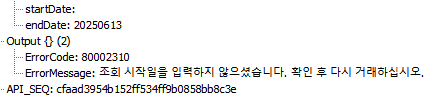 startDate:
endDate: 20250613
Output {} (2)
ErrorCode: 80002310
ErrorMessage: 조회 시작일을 입력하지 않으셨습니다. 확인 후 다시 거래하십시오.
API_SEQ: cfaad3954b152ff534ff9b0858bb8c3e